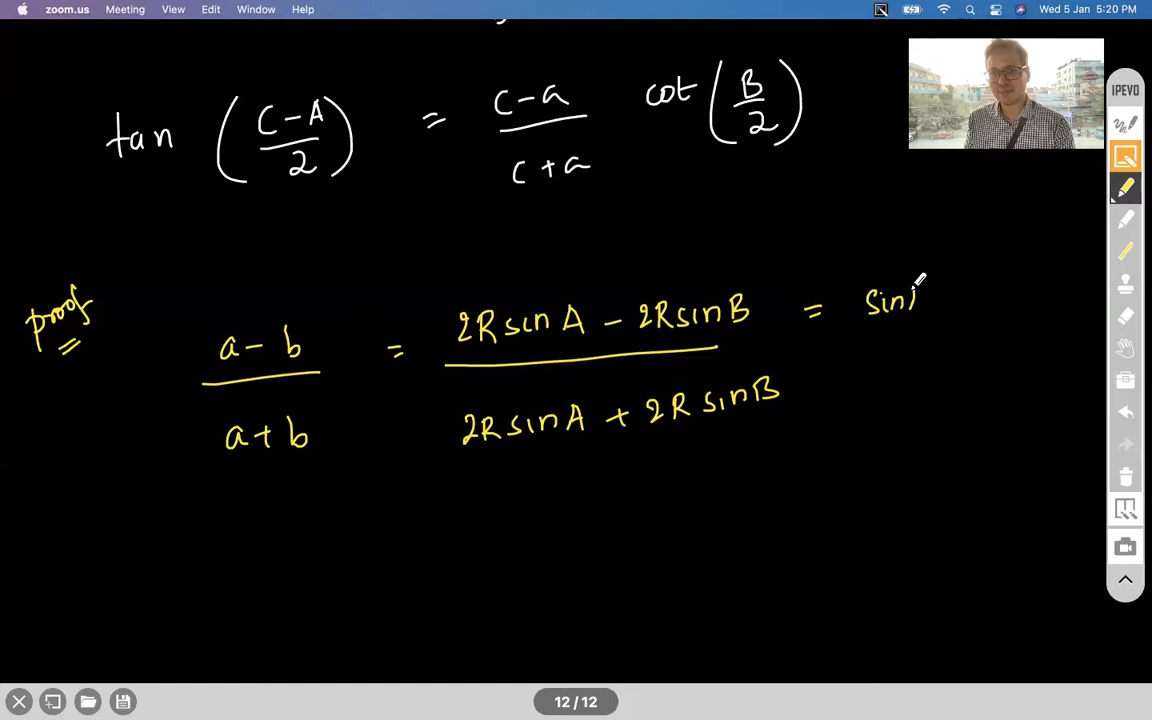 zoom.us Meeting View Edit Window Help Wed 5 Jan 5:20 PM
IPEVO
tan (C-A/2) = c-a/c+a cot (B/2)
proof
a-b/a+b = 2R sin A - 2R sin B/2R sin A + 2R sin B = sin
12/12